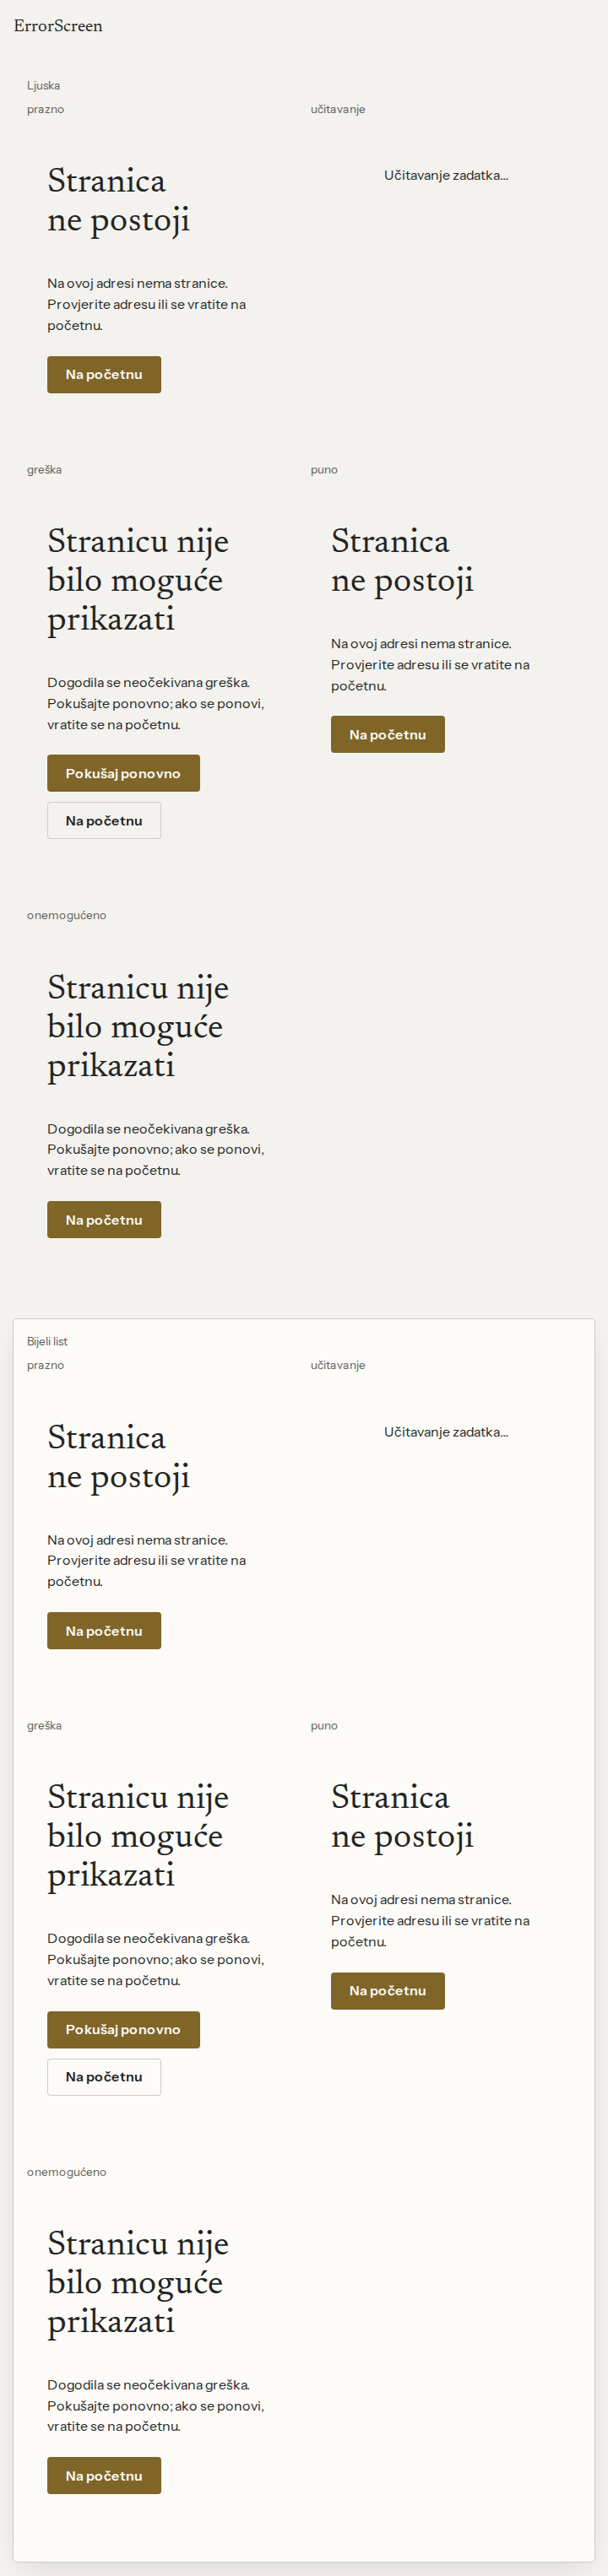 ErrorScreen
Ljuska
prazno
Stranica
ne postoji
Na ovoj adresi nema stranice.
Provjerite adresu ili se vratite na
početnu.
Na početnu
učitavanje
Učitavanje zadatka…
greška
Stranicu nije
bilo moguće
prikazati
Dogodila se neočekivana greška.
Pokušajte ponovno; ako se ponovi,
vratite se na početnu.
Pokušaj ponovno
Na početnu
puno
Stranica
ne postoji
Na ovoj adresi nema stranice.
Provjerite adresu ili se vratite na
početnu.
Na početnu
onemogućeno
Stranicu nije
bilo moguće
prikazati
Dogodila se neočekivana greška.
Pokušajte ponovno; ako se ponovi,
vratite se na početnu.
Na početnu
Bijeli list
prazno
Stranica
ne postoji
Na ovoj adresi nema stranice.
Provjerite adresu ili se vratite na
početnu.
Na početnu
učitavanje
Učitavanje zadatka…
greška
Stranicu nije
bilo moguće
prikazati
Dogodila se neočekivana greška.
Pokušajte ponovno; ako se ponovi,
vratite se na početnu.
Pokušaj ponovno
Na početnu
puno
Stranica
ne postoji
Na ovoj adresi nema stranice.
Provjerite adresu ili se vratite na
početnu.
Na početnu
onemogućeno
Stranicu nije
bilo moguće
prikazati
Dogodila se neočekivana greška.
Pokušajte ponovno; ako se ponovi,
vratite se na početnu.
Na početnu